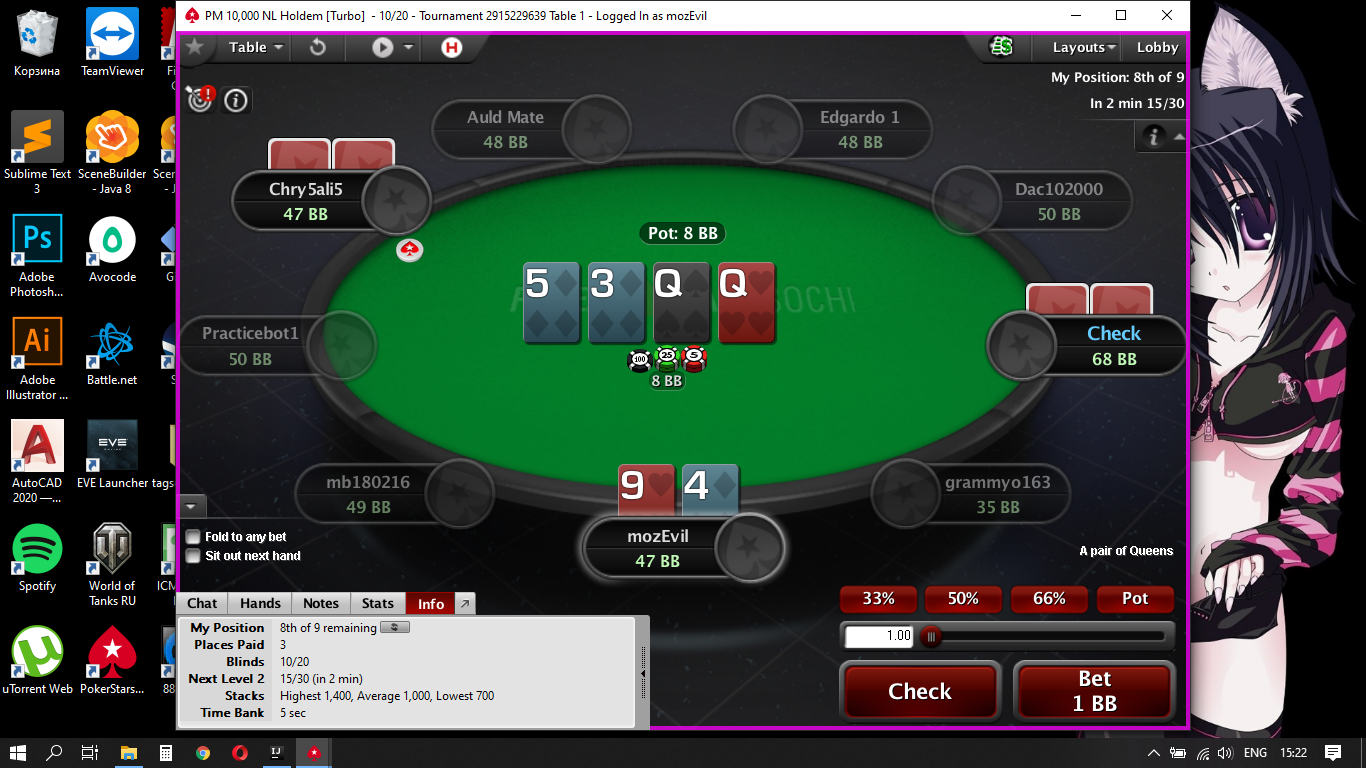 PM 10,000 NL Holdem [Turbo] - 10/20 - Tournament 2915229639 Table 1 - Logged In as mozEvil
Корзина
TeamViewer
Sublime Text
3
SceneBuilder
- Java 8
Adobe
Photosh...
Avocode
Adobe
Illustrator ...
Battle.net
AutoCAD
2020 —...
EVE Launcher
tags
Spotify
World of
Tanks RU
uTorrent Web
PokerStars...
88
Table
H
Layouts
Lobby
My Position: 8th of 9
In 2 min 15/30
Auld Mate
48 BB
Edgardo 1
48 BB
Chry5ali5
47 BB
Dac102000
50 BB
Pot: 8 BB
5
3
Q
Q
SOCHI
Practicebot1
50 BB
Check
68 BB
100
25
5
8 BB
9
4
mb180216
49 BB
grammyo163
35 BB
mozEvil
47 BB
Fold to any bet
Sit out next hand
A pair of Queens
33%
50%
66%
Pot
1.00
Check
Bet
1 BB
Chat
Hands
Notes
Stats
Info
My Position 8th of 9 remaining
Places Paid 3
Blinds 10/20
Next Level 2 15/30 (in 2 min)
Stacks Highest 1,400, Average 1,000, Lowest 700
Time Bank 5 sec
ENG
15:22